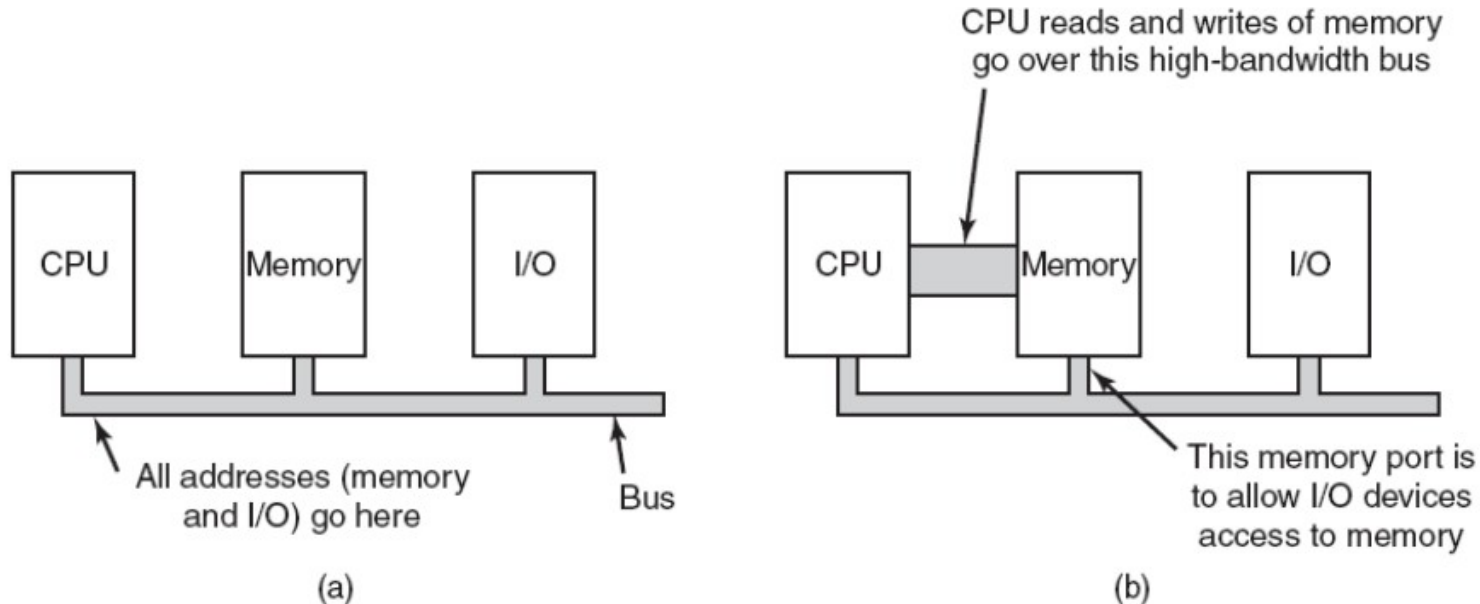 CPU
Memory
I/O
All addresses (memory
and I/O) go here
Bus
(a)
CPU reads and writes of memory
go over this high-bandwidth bus
CPU
Memory
I/O
This memory port is
to allow I/O devices
access to memory
(b)